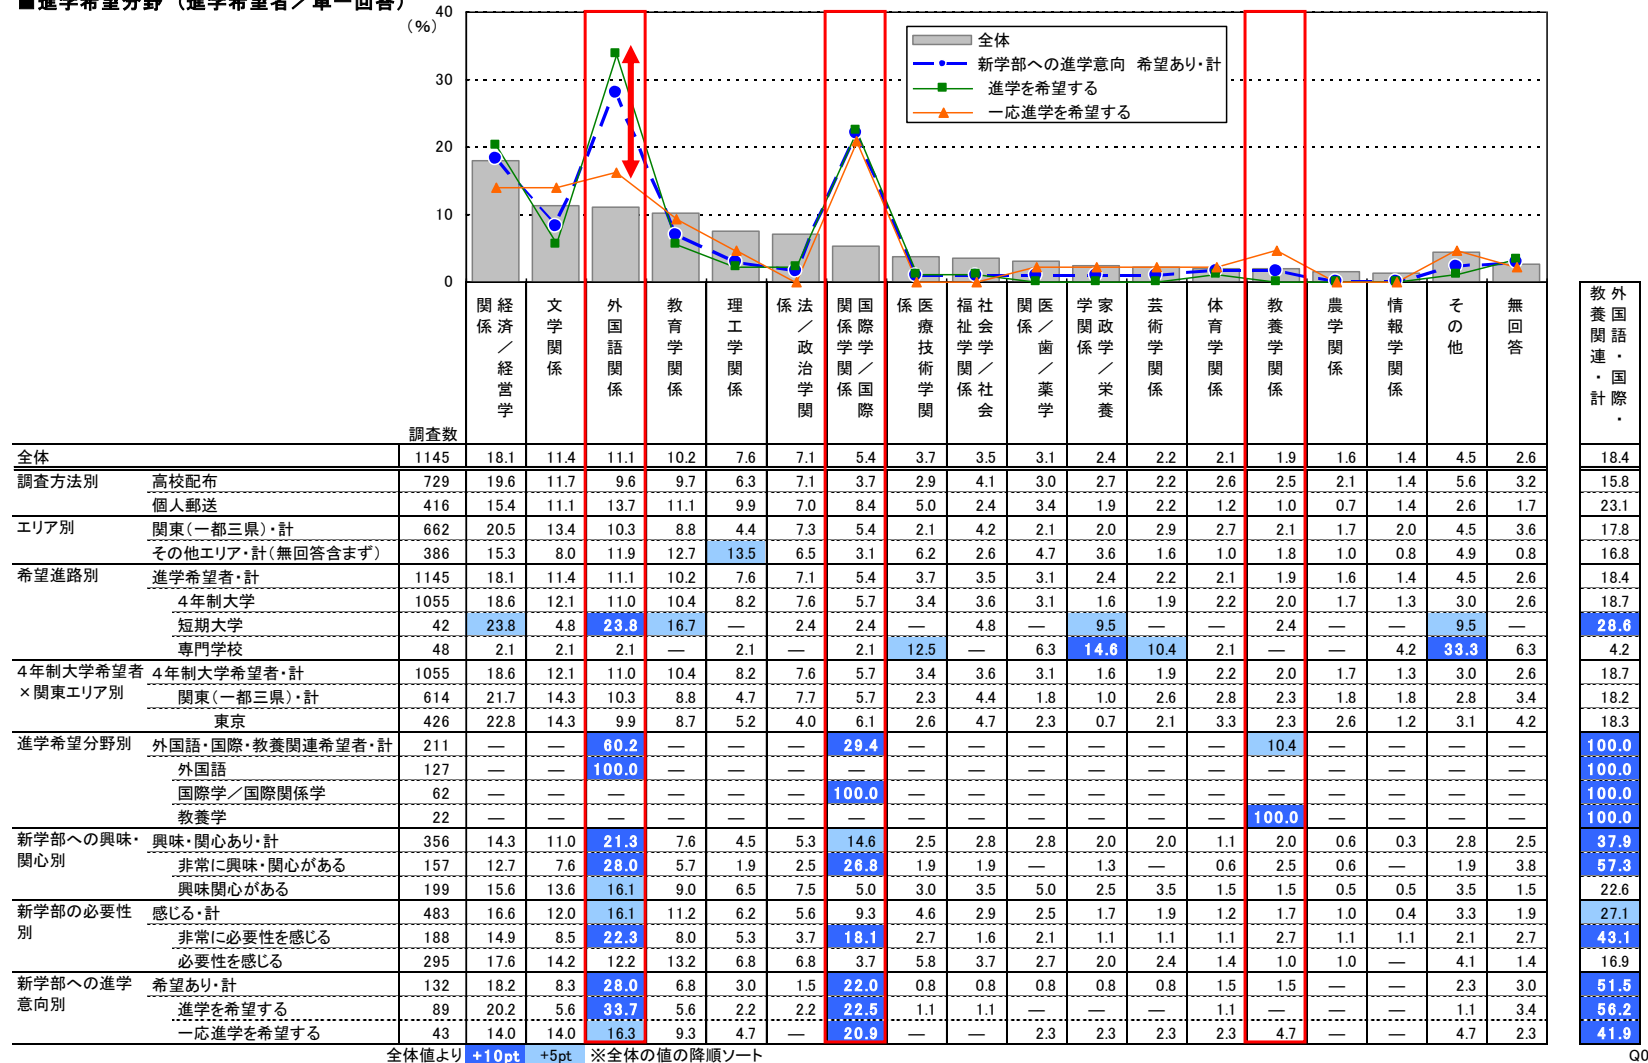 ■進学希望分野（進学希望者／単一回答）
(%)
40
30
20
10
0
全体
新学部への進学意向 希望あり・計
進学を希望する
一応進学を希望する
調査数
経済／経営学関係
文学関係
外国語関係
教育学関係
理工学関係
法／政治学関係
国際学／国際関係学関係
医療技術学関係
社会学／社会福祉学関係
医／歯／薬学関係
家政学／栄養学関係
芸術学関係
体育学関係
教養学関係
農学関係
情報学関係
その他
無回答
外国語・国際・教養関連・計
全体 1145 18.1 11.4 11.1 10.2 7.6 7.1 5.4 3.7 3.5 3.1 2.4 2.2 2.1 1.9 1.6 1.4 4.5 2.6 18.4
調査方法別 高校配布 729 19.6 11.7 9.6 9.7 6.3 7.1 3.7 2.9 4.1 3.0 2.7 2.2 2.6 2.5 2.1 1.4 5.6 3.2 15.8
個人郵送 416 15.4 11.1 13.7 11.1 9.9 7.0 8.4 5.0 2.4 3.4 1.9 2.2 1.2 1.0 0.7 1.4 2.6 1.7 23.1
エリア別 関東（一都三県）・計 662 20.5 13.4 10.3 8.8 4.4 7.3 5.4 2.1 4.2 2.1 2.0 2.9 2.7 2.1 1.7 2.0 4.5 3.6 17.8
その他エリア・計（無回答含まず） 386 15.3 8.0 11.9 12.7 13.5 6.5 3.1 6.2 2.6 4.7 3.6 1.6 1.0 1.8 1.0 0.8 4.9 0.8 16.8
希望進路別 進学希望者・計 1145 18.1 11.4 11.1 10.2 7.6 7.1 5.4 3.7 3.5 3.1 2.4 2.2 2.1 1.9 1.6 1.4 4.5 2.6 18.4
４年制大学 1055 18.6 12.1 11.0 10.4 8.2 7.6 5.7 3.4 3.6 3.1 1.6 1.9 2.2 2.0 1.7 1.3 3.0 2.6 18.7
短期大学 42 23.8 4.8 23.8 16.7 — 2.4 2.4 — 4.8 — 9.5 — — 2.4 — — 9.5 — 28.6
専門学校 48 2.1 2.1 2.1 — 2.1 — 2.1 12.5 — 6.3 14.6 10.4 2.1 — — 4.2 33.3 6.3 4.2
４年制大学希望者 ４年制大学希望者・計 1055 18.6 12.1 11.0 10.4 8.2 7.6 5.7 3.4 3.6 3.1 1.6 1.9 2.2 2.0 1.7 1.3 3.0 2.6 18.7
×関東エリア別 関東（一都三県）・計 614 21.7 14.3 10.3 8.8 4.7 7.7 5.7 2.3 4.4 1.8 1.0 2.6 2.8 2.3 1.8 1.8 2.8 3.4 18.2
東京 426 22.8 14.3 9.9 8.7 5.2 4.0 6.1 2.6 4.7 2.3 0.7 2.1 3.3 2.3 2.6 1.2 3.1 4.2 18.3
進学希望分野別 外国語・国際・教養関連希望者・計 211 — — 60.2 — — — 29.4 — — — — — — 10.4 — — — — 100.0
外国語 127 — — 100.0 — — — — — — — — — — — — — — — 100.0
国際学／国際関係学 62 — — — — — — 100.0 — — — — — — — — — — — 100.0
教養学 22 — — — — — — — — — — — — — 100.0 — — — — 100.0
新学部への興味・ 興味・関心あり・計 356 14.3 11.0 21.3 7.6 4.5 5.3 14.6 2.5 2.8 2.8 2.0 2.0 1.1 2.0 0.6 0.3 2.8 2.5 37.9
関心別 非常に興味・関心がある 157 12.7 7.6 28.0 5.7 1.9 2.5 26.8 1.9 1.9 — 1.3 — 0.6 2.5 0.6 — 1.9 3.8 57.3
興味関心がある 199 15.6 13.6 16.1 9.0 6.5 7.5 5.0 3.0 3.5 5.0 2.5 3.5 1.5 1.5 0.5 0.5 3.5 1.5 22.6
新学部の必要性 感じる・計 483 16.6 12.0 16.1 11.2 6.2 5.6 9.3 4.6 2.9 2.5 1.7 1.9 1.2 1.7 1.0 0.4 3.3 1.9 27.1
別 非常に必要性を感じる 188 14.9 8.5 22.3 8.0 5.3 3.7 18.1 2.7 1.6 2.1 1.1 1.1 1.1 2.7 1.1 1.1 2.1 2.7 43.1
必要性を感じる 295 17.6 14.2 12.2 13.2 6.8 6.8 3.7 5.8 3.7 2.7 2.0 2.4 1.4 1.0 1.0 — 4.1 1.4 16.9
新学部への進学 希望あり・計 132 18.2 8.3 28.0 6.8 3.0 1.5 22.0 0.8 0.8 0.8 0.8 0.8 1.5 1.5 — — 2.3 3.0 51.5
意向別 進学を希望する 89 20.2 5.6 33.7 5.6 2.2 2.2 22.5 1.1 1.1 — — — 1.1 — — — 1.1 3.4 56.2
一応進学を希望する 43 14.0 14.0 16.3 9.3 4.7 — 20.9 — — 2.3 2.3 2.3 2.3 4.7 — — 4.7 2.3 41.9
全体値より +10pt +5pt ※全体の値の降順ソート
Q0